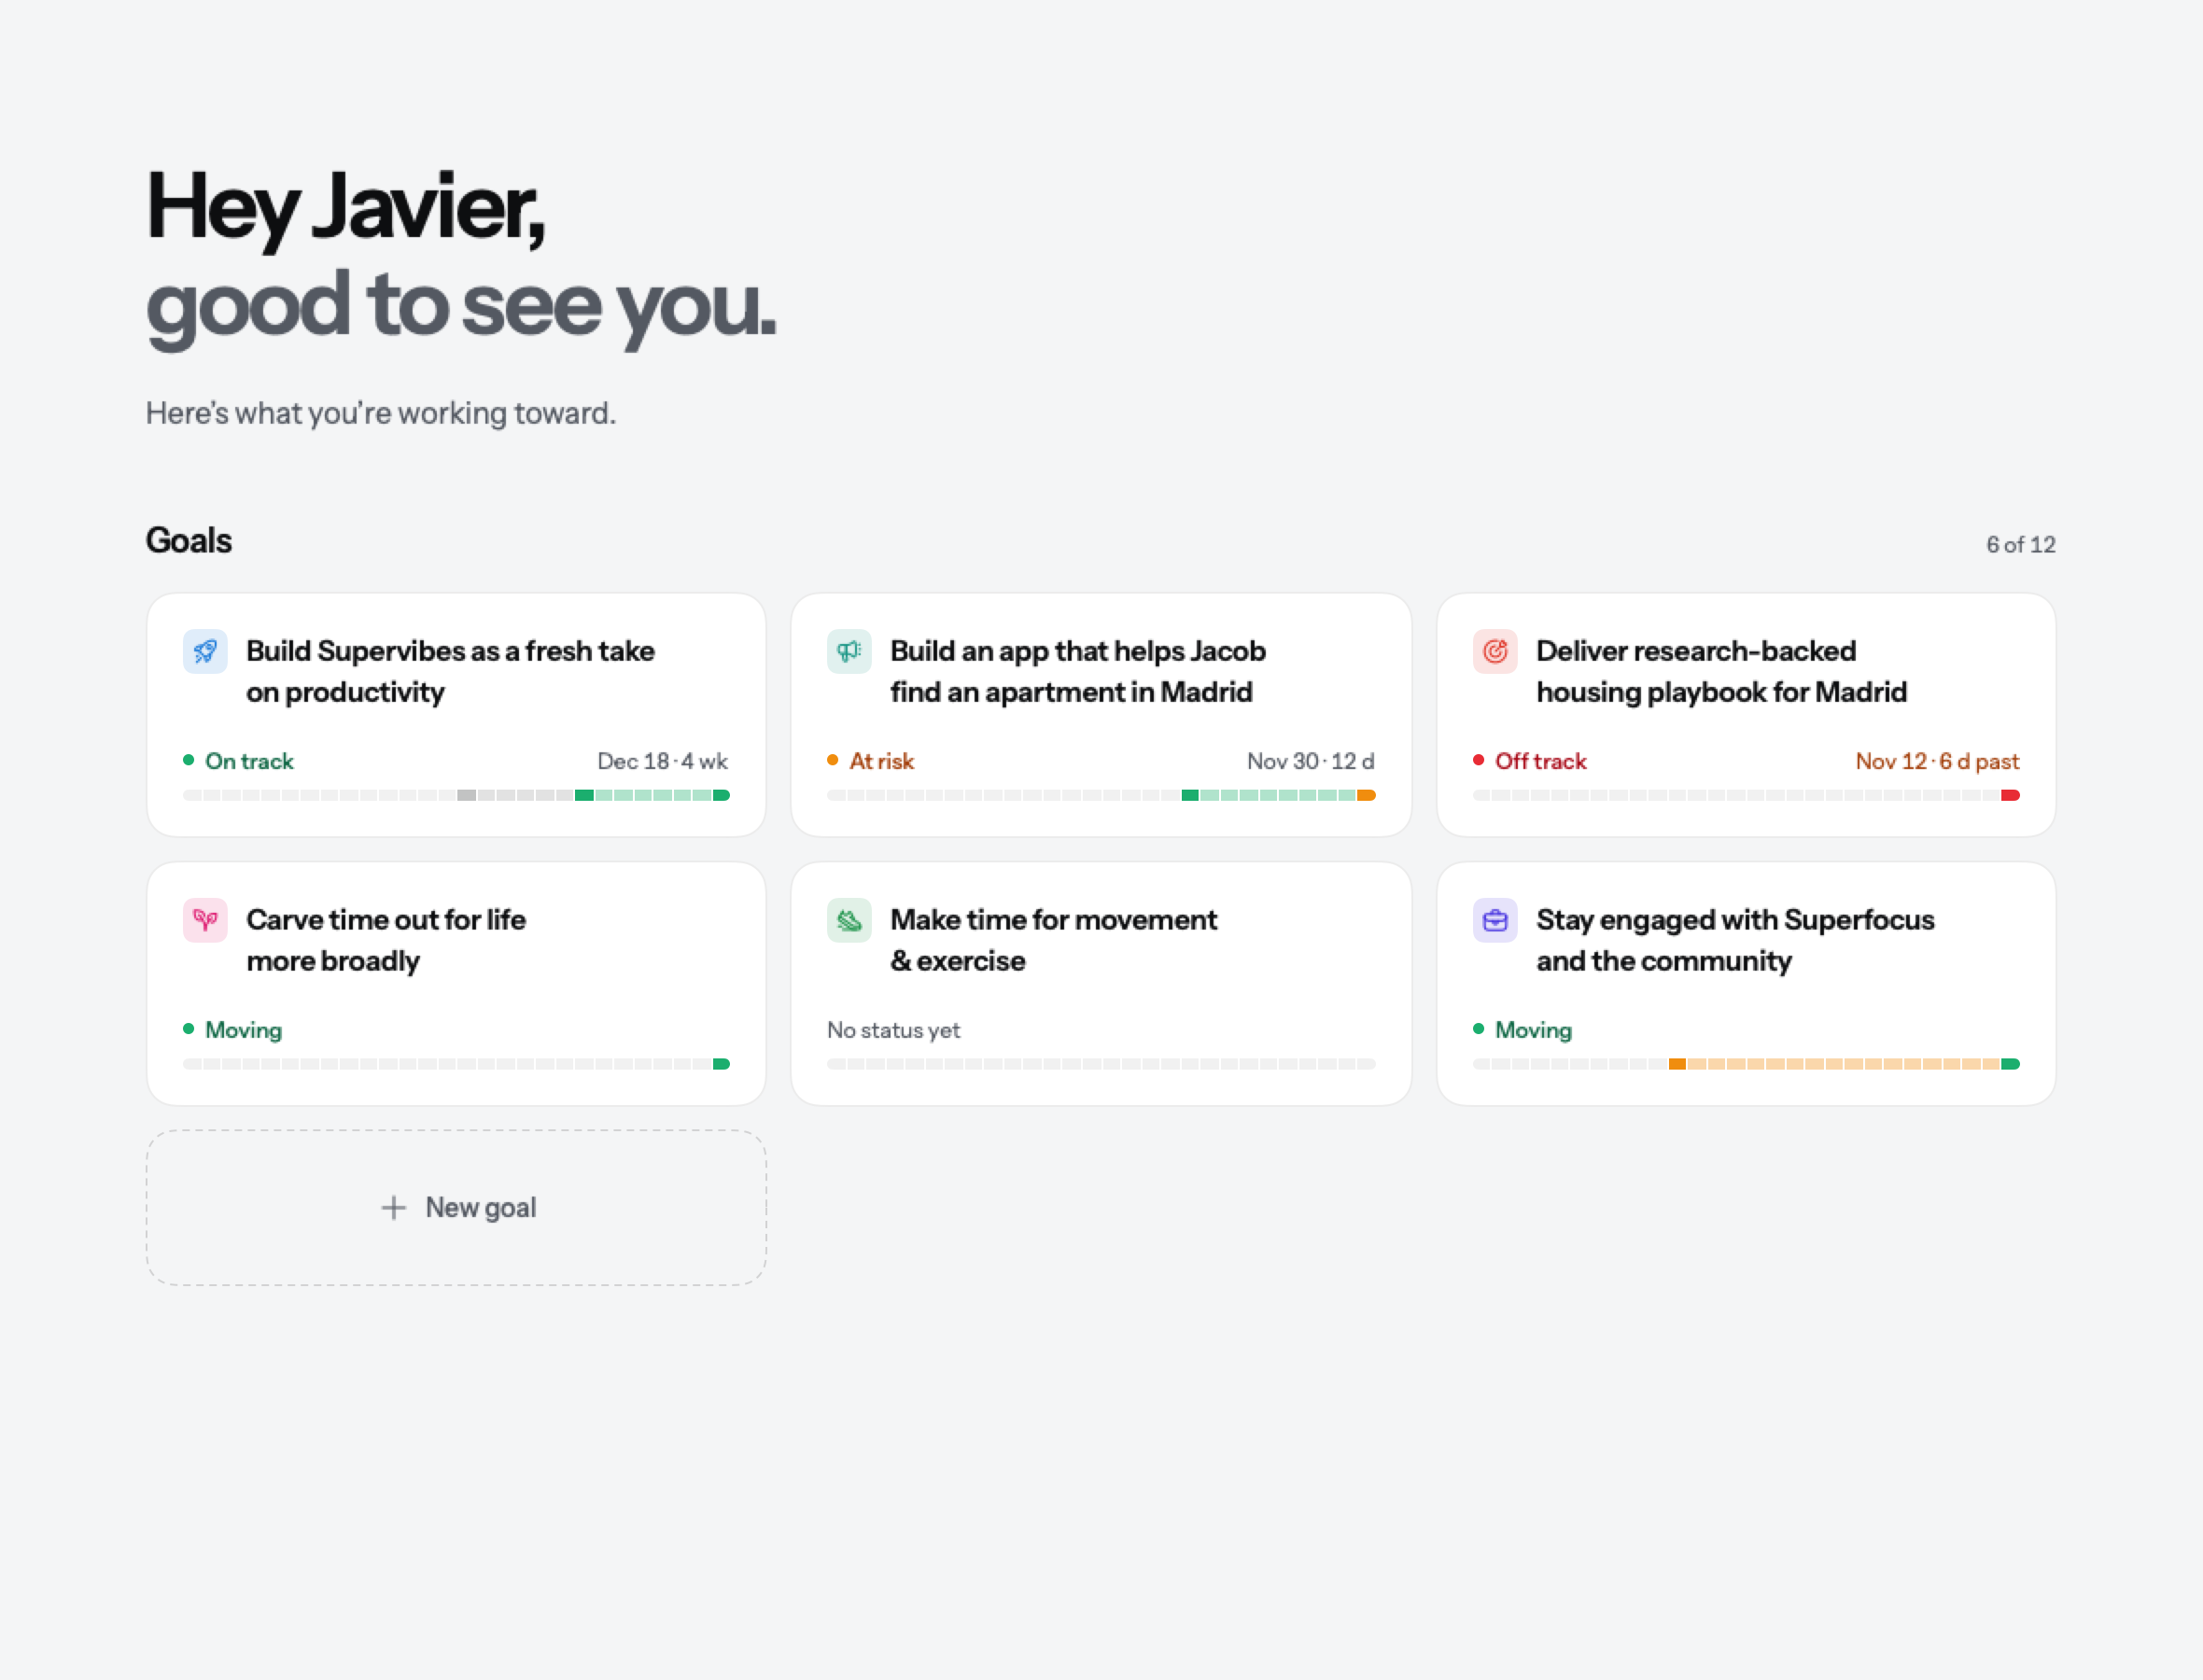 Hey Javier,
good to see you.
Here’s what you’re working toward.
Goals
6 of 12
Build Supervibes as a fresh take
on productivity
On track
Dec 18 · 4 wk
Build an app that helps Jacob
find an apartment in Madrid
At risk
Nov 30 · 12 d
Deliver research-backed
housing playbook for Madrid
Off track
Nov 12 · 6 d past
Carve time out for life
more broadly
Moving
Make time for movement
& exercise
No status yet
Stay engaged with Superfocus
and the community
Moving
New goal